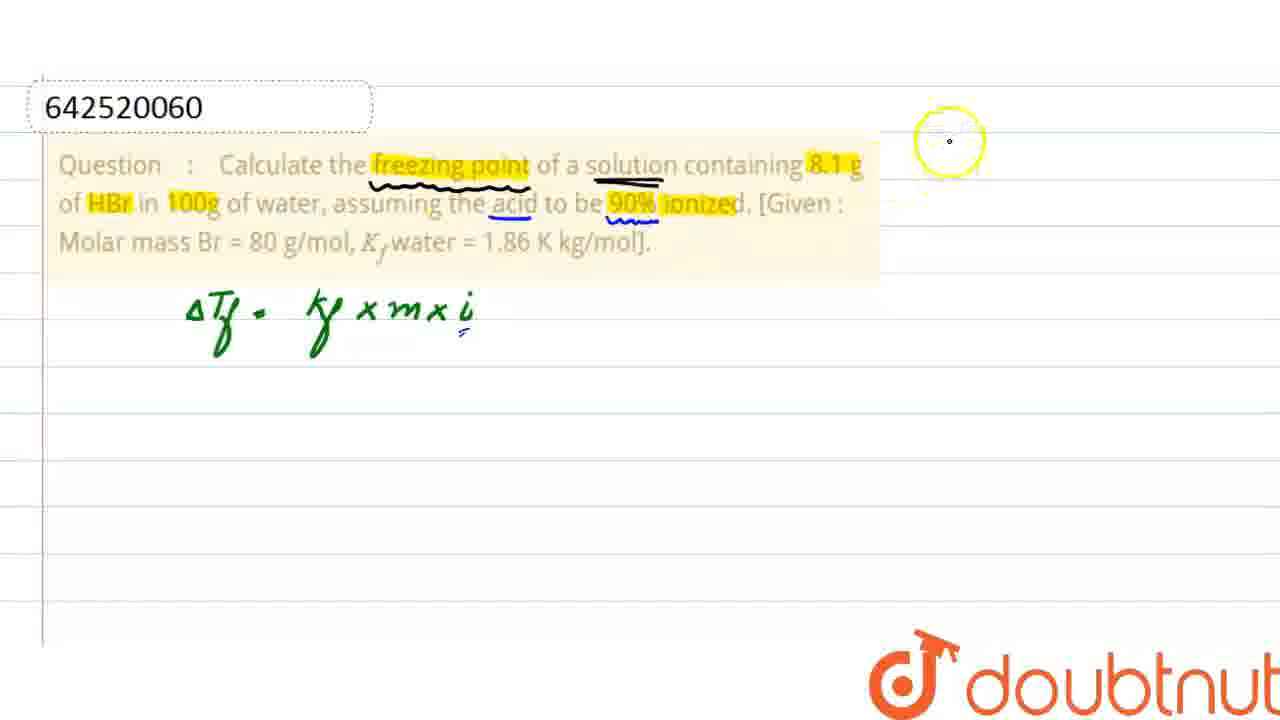 642520060
Question : Calculate the freezing point of a solution containing 8.1 g
of HBr in 100g of water, assuming the acid to be 90% ionized. [Given :
Molar mass Br = 80 g/mol, K_f water = 1.86 K kg/mol].
ΔTf = Kf × m × i
doubtnut